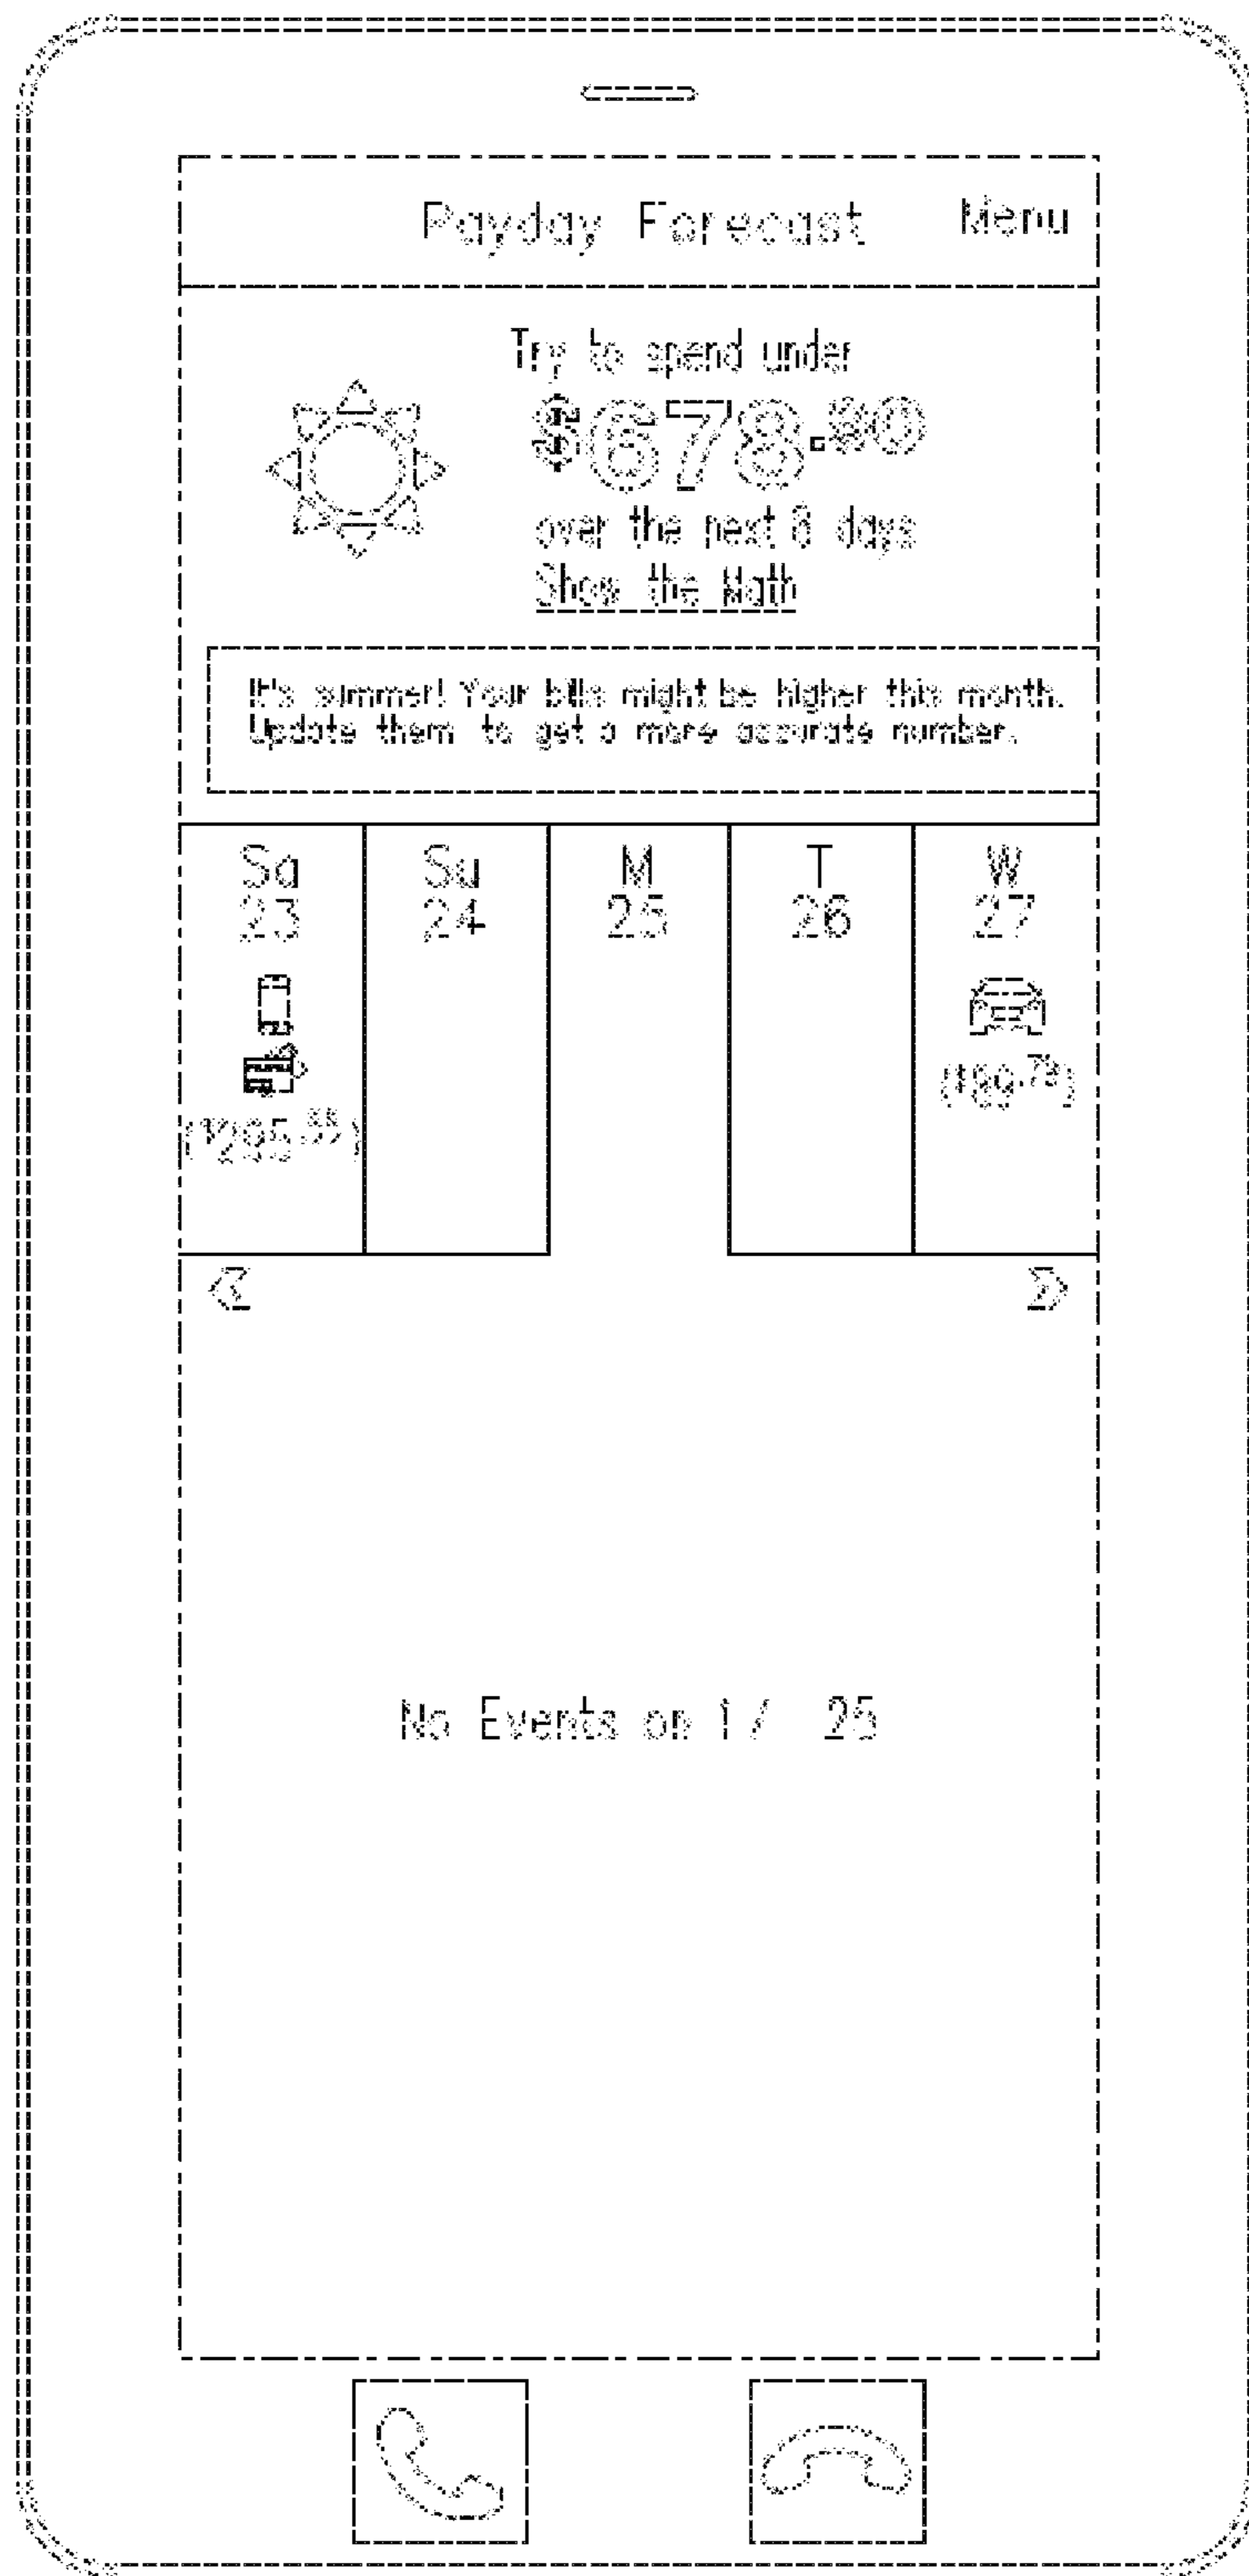 Payday Forecast
Menu
Try to spend under
$678.
over the next days
Show the Math
It's summer! Your bills might be higher this month.
Update them to get a more accurate number.
Sa
23
Su
24
M
25
T
26
W
27
No Events on 1 / 25